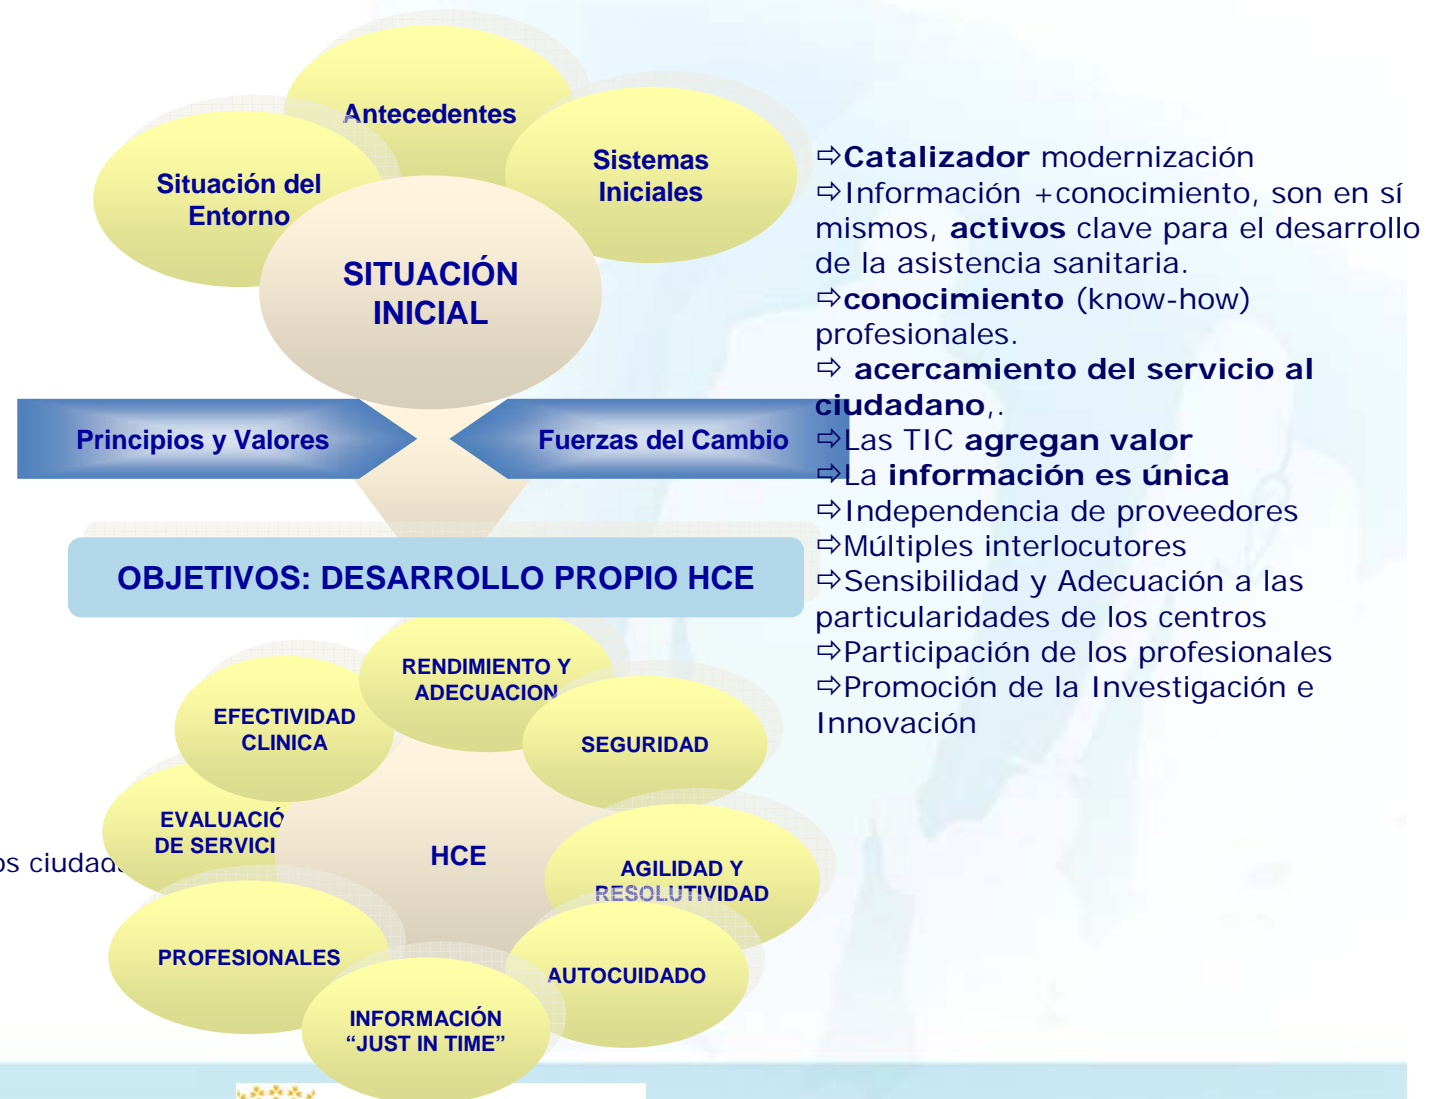 Antecedentes
Situación del
Entorno
Sistemas
Iniciales
SITUACIÓN
INICIAL
Principios y Valores
Fuerzas del Cambio
OBJETIVOS: DESARROLLO PROPIO HCE
RENDIMIENTO Y
ADECUACION
EFECTIVIDAD
CLINICA
SEGURIDAD
EVALUACIÓ
DE SERVICI
HCE
AGILIDAD Y
RESOLUTIVIDAD
os ciudad
PROFESIONALES
AUTOCUIDADO
INFORMACIÓN
“JUST IN TIME”
⇨Catalizador modernización
⇨Información +conocimiento, son en sí
mismos, activos clave para el desarrollo
de la asistencia sanitaria.
⇨conocimiento (know-how)
profesionales.
⇨ acercamiento del servicio al
ciudadano,.
⇨Las TIC agregan valor
⇨La información es única
⇨Independencia de proveedores
⇨Múltiples interlocutores
⇨Sensibilidad y Adecuación a las
particularidades de los centros
⇨Participación de los profesionales
⇨Promoción de la Investigación e
Innovación